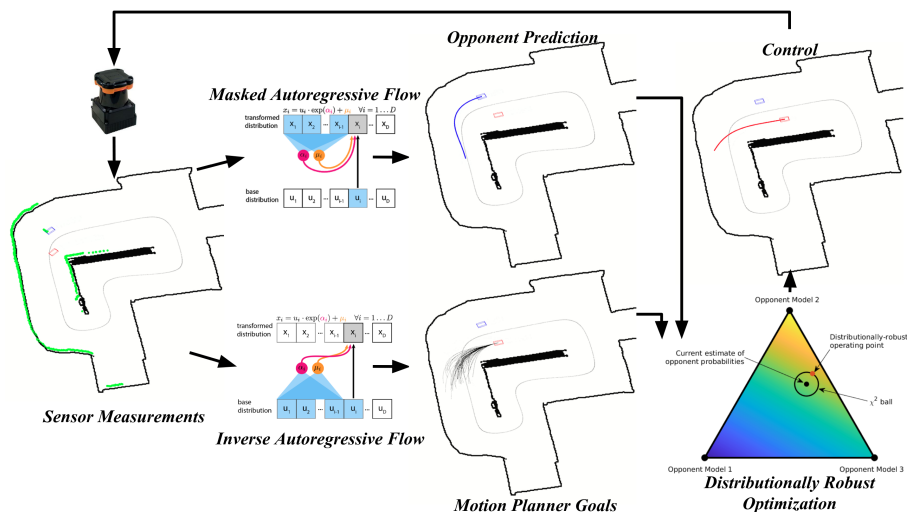 Opponent Prediction
Control
Masked Autoregressive Flow
x_i = u_i · exp(α_i) + μ_i ∀i = 1 … D
transformed
distribution
x_1 x_2 ... x_i-1 x_i ... x_D
α_i μ_i
base
distribution
u_1 u_2 ... u_i-1 u_i ... u_D
x_i = u_i · exp(α_i) + μ_i ∀i = 1 … D
transformed
distribution
x_1 x_2 ... x_i-1 x_i ... x_D
α_i μ_i
base
distribution
u_1 u_2 ... u_i-1 u_i ... u_D
Inverse Autoregressive Flow
Sensor Measurements
Motion Planner Goals
Opponent Model 2
Distributionally-robust
operating point
Current estimate of
opponent probabilities
χ² ball
Opponent Model 1
Opponent Model 3
Distributionally Robust
Optimization